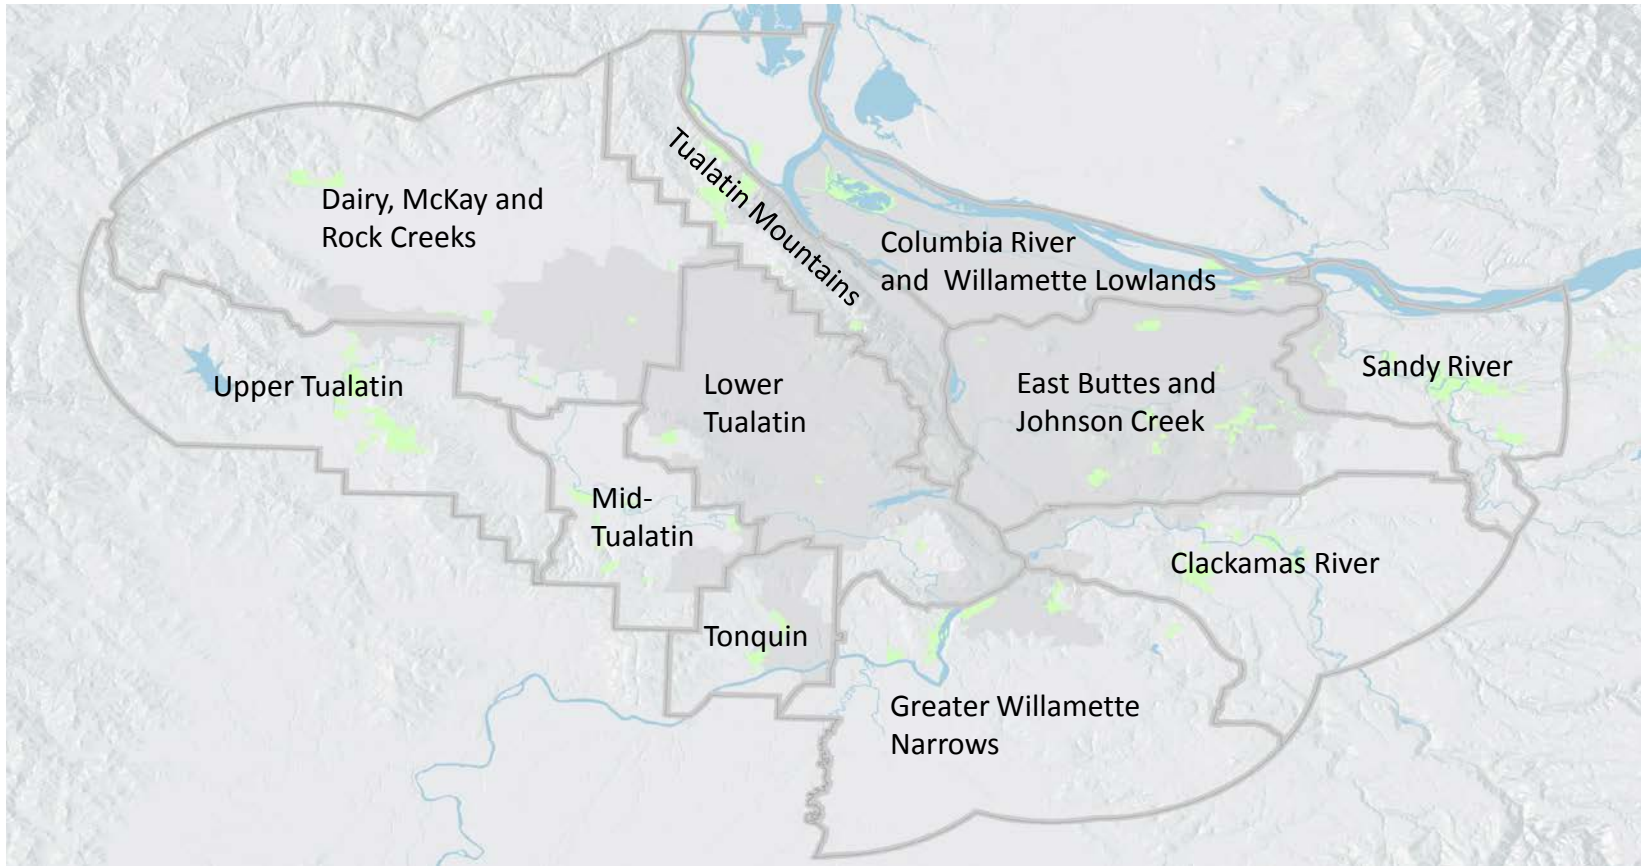 Tualatin Mountains
Dairy, McKay and
Rock Creeks
Columbia River
and  Willamette Lowlands
Upper Tualatin
Lower
Tualatin
East Buttes and
Johnson Creek
Sandy River
Mid-
Tualatin
Clackamas River
Tonquin
Greater Willamette
Narrows